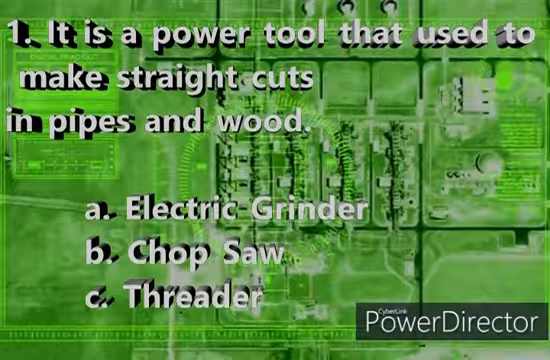 1. It is a power tool that used to
make straight cuts
in pipes and wood.
a. Electric Grinder
b. Chop Saw
c. Threader
CyberLink
PowerDirector